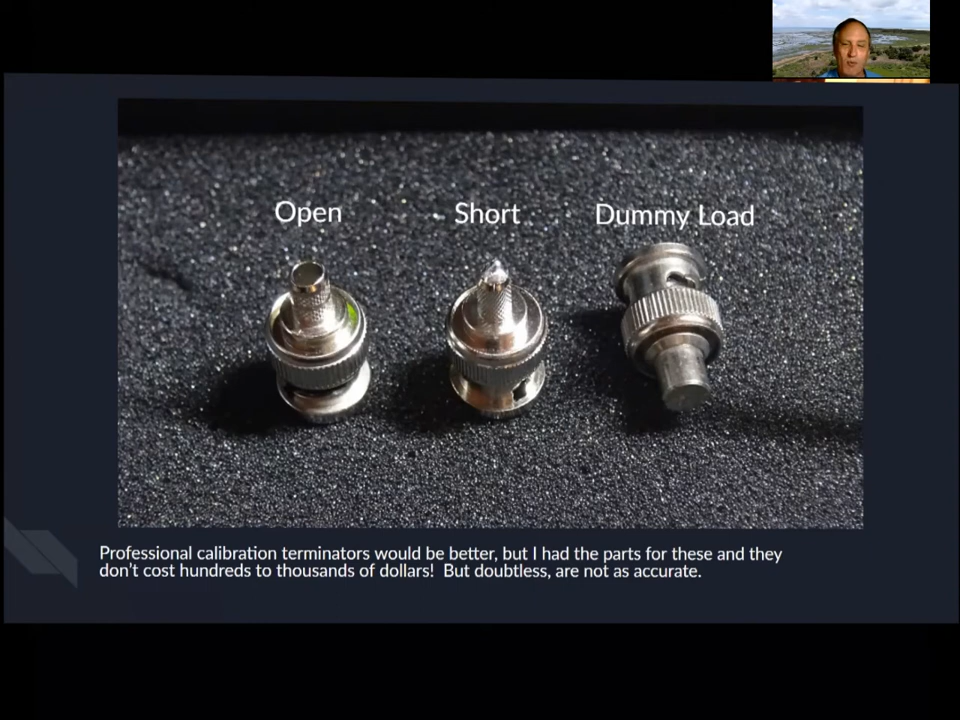 Open Short Dummy Load
Professional calibration terminators would be better, but I had the parts for these and they
don't cost hundreds to thousands of dollars!  But doubtless, are not as accurate.